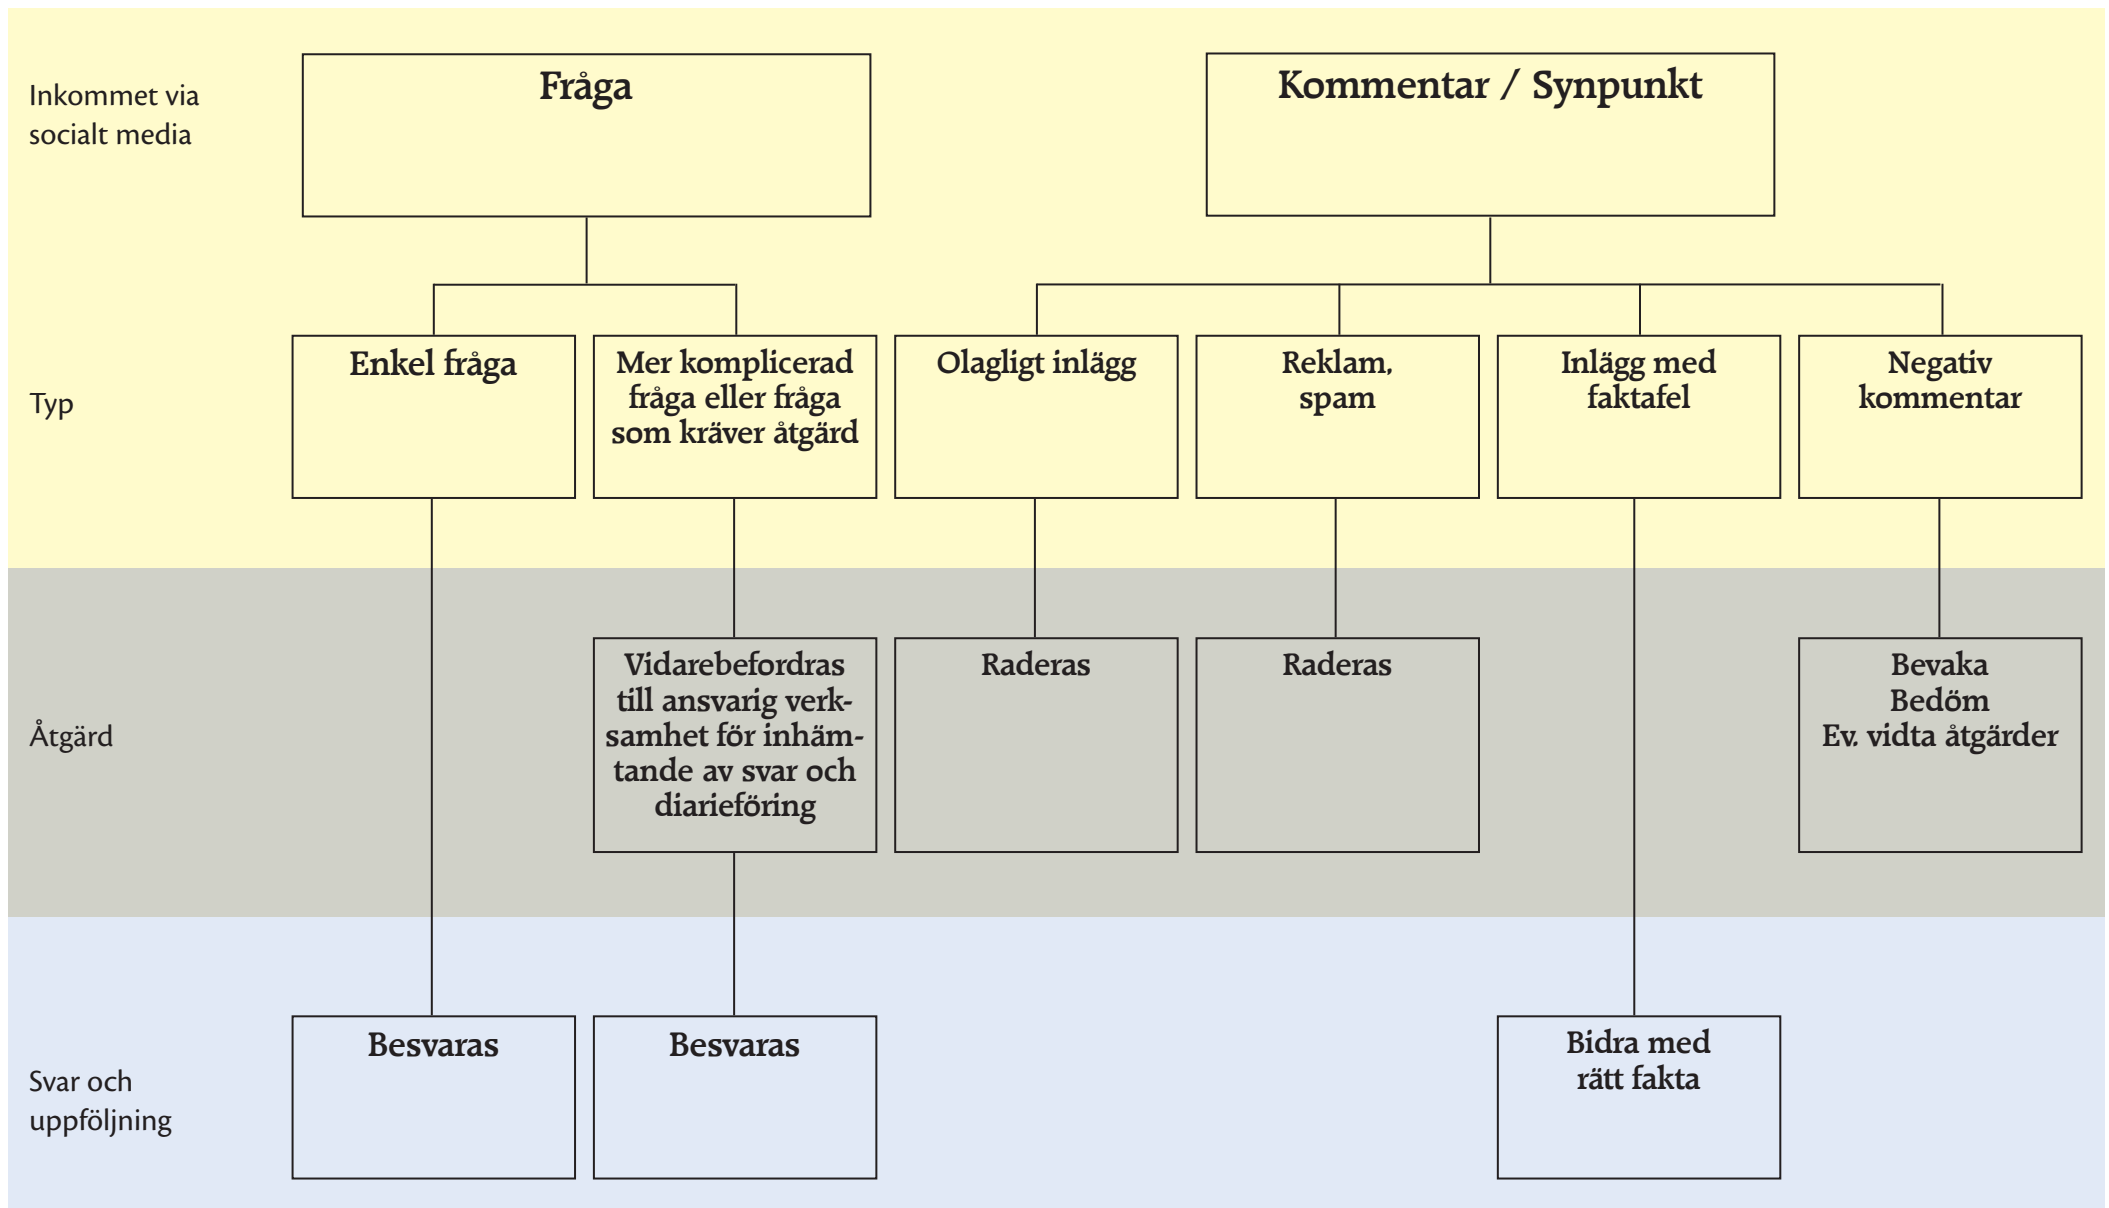 Inkommet via
socialt media
Fråga
Kommentar / Synpunkt
Typ
Enkel fråga
Mer komplicerad
fråga eller fråga
som kräver åtgärd
Olagligt inlägg
Reklam,
spam
Inlägg med
faktafel
Negativ
kommentar
Åtgärd
Vidarebefordras
till ansvarig verk-
samhet för inhäm-
tande av svar och
diarieföring
Raderas
Raderas
Bevaka
Bedöm
Ev. vidta åtgärder
Svar och
uppföljning
Besvaras
Besvaras
Bidra med
rätt fakta